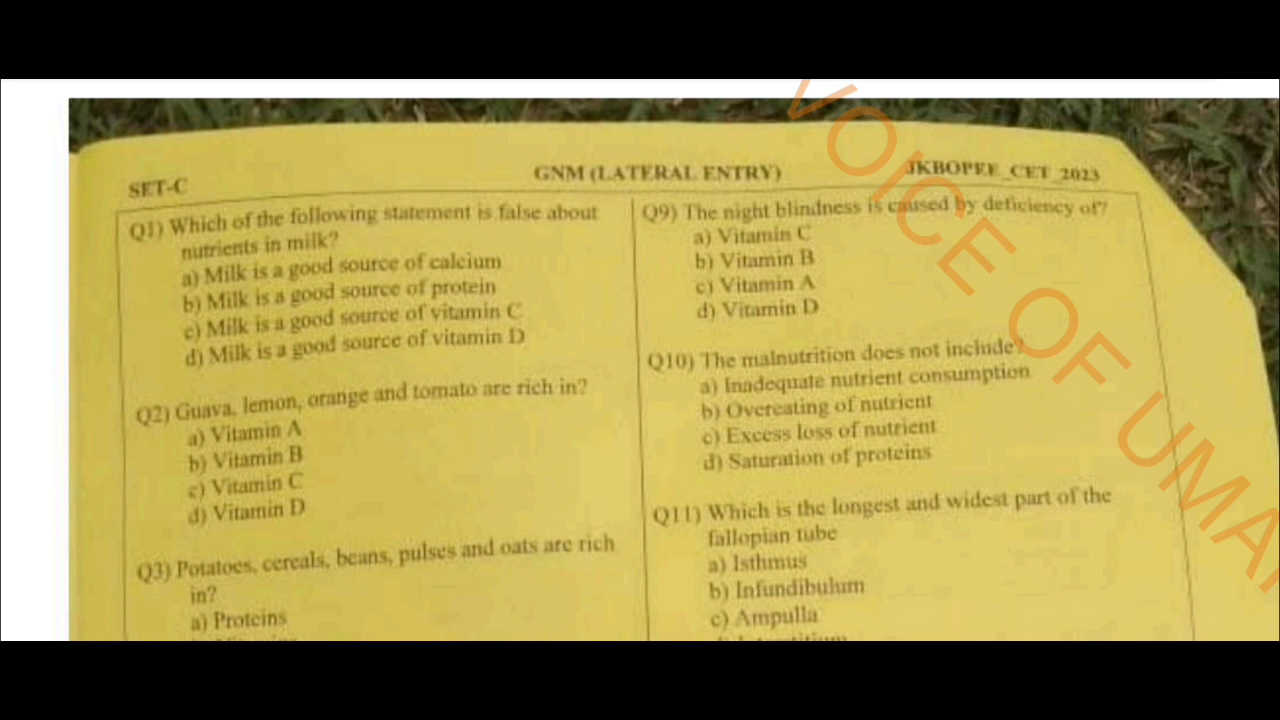 SET-C
GNM (LATERAL ENTRY)
JKBOPEE_CET_2023
Q1) Which of the following statement is false about
nutrients in milk?
a) Milk is a good source of calcium
b) Milk is a good source of protein
c) Milk is a good source of vitamin C
d) Milk is a good source of vitamin D
Q2) Guava, lemon, orange and tomato are rich in?
a) Vitamin A
b) Vitamin B
c) Vitamin C
d) Vitamin D
Q3) Potatoes, cereals, beans, pulses and oats are rich
in?
a) Proteins
Q9) The night blindness is caused by deficiency of?
a) Vitamin C
b) Vitamin B
c) Vitamin A
d) Vitamin D
Q10) The malnutrition does not include?
a) Inadequate nutrient consumption
b) Overeating of nutrient
c) Excess loss of nutrient
d) Saturation of proteins
Q11) Which is the longest and widest part of the
fallopian tube
a) Isthmus
b) Infundibulum
c) Ampulla
VOICE OF UMA